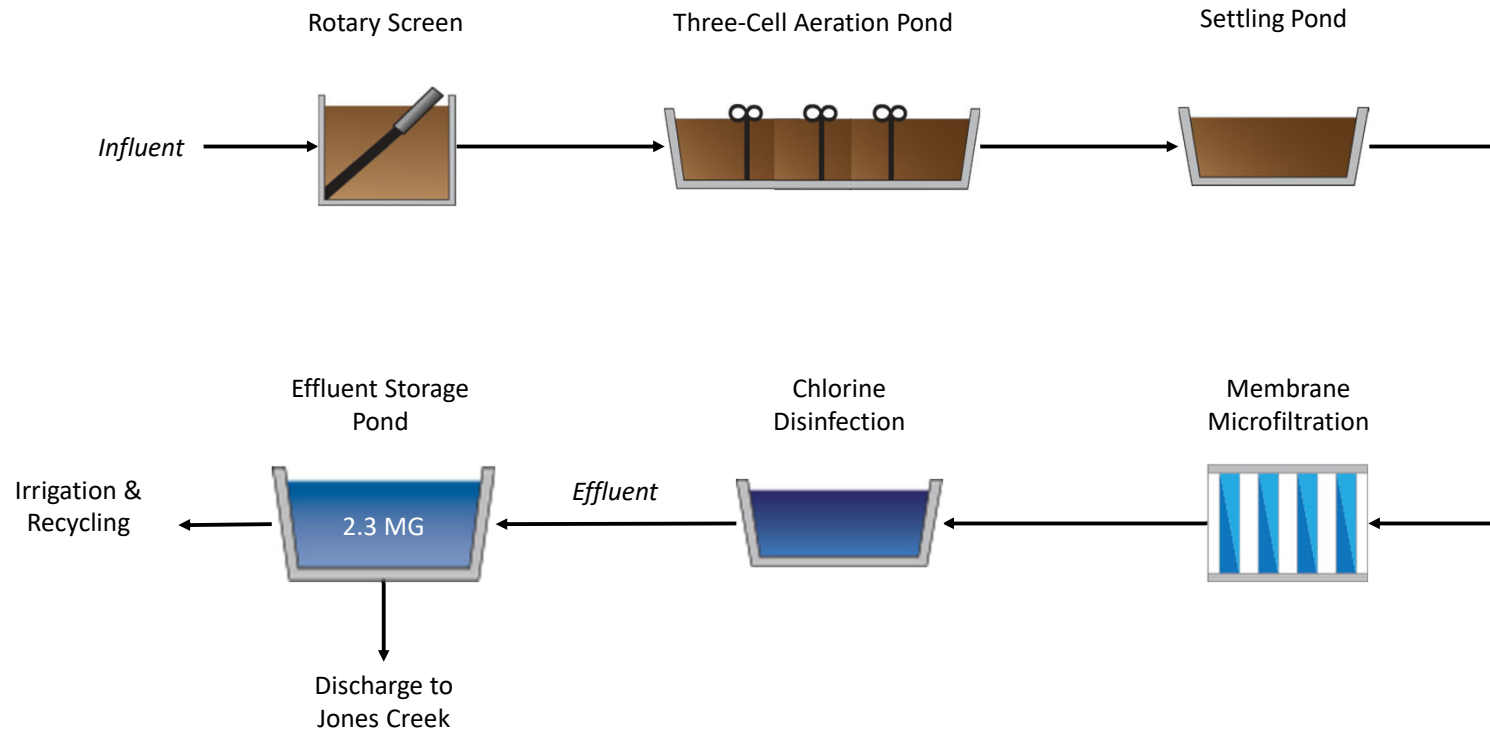 Rotary Screen
Three-Cell Aeration Pond
Settling Pond
Influent
Effluent Storage
Pond
Chlorine
Disinfection
Membrane
Microfiltration
Irrigation &
Recycling
2.3 MG
Effluent
Discharge to
Jones Creek